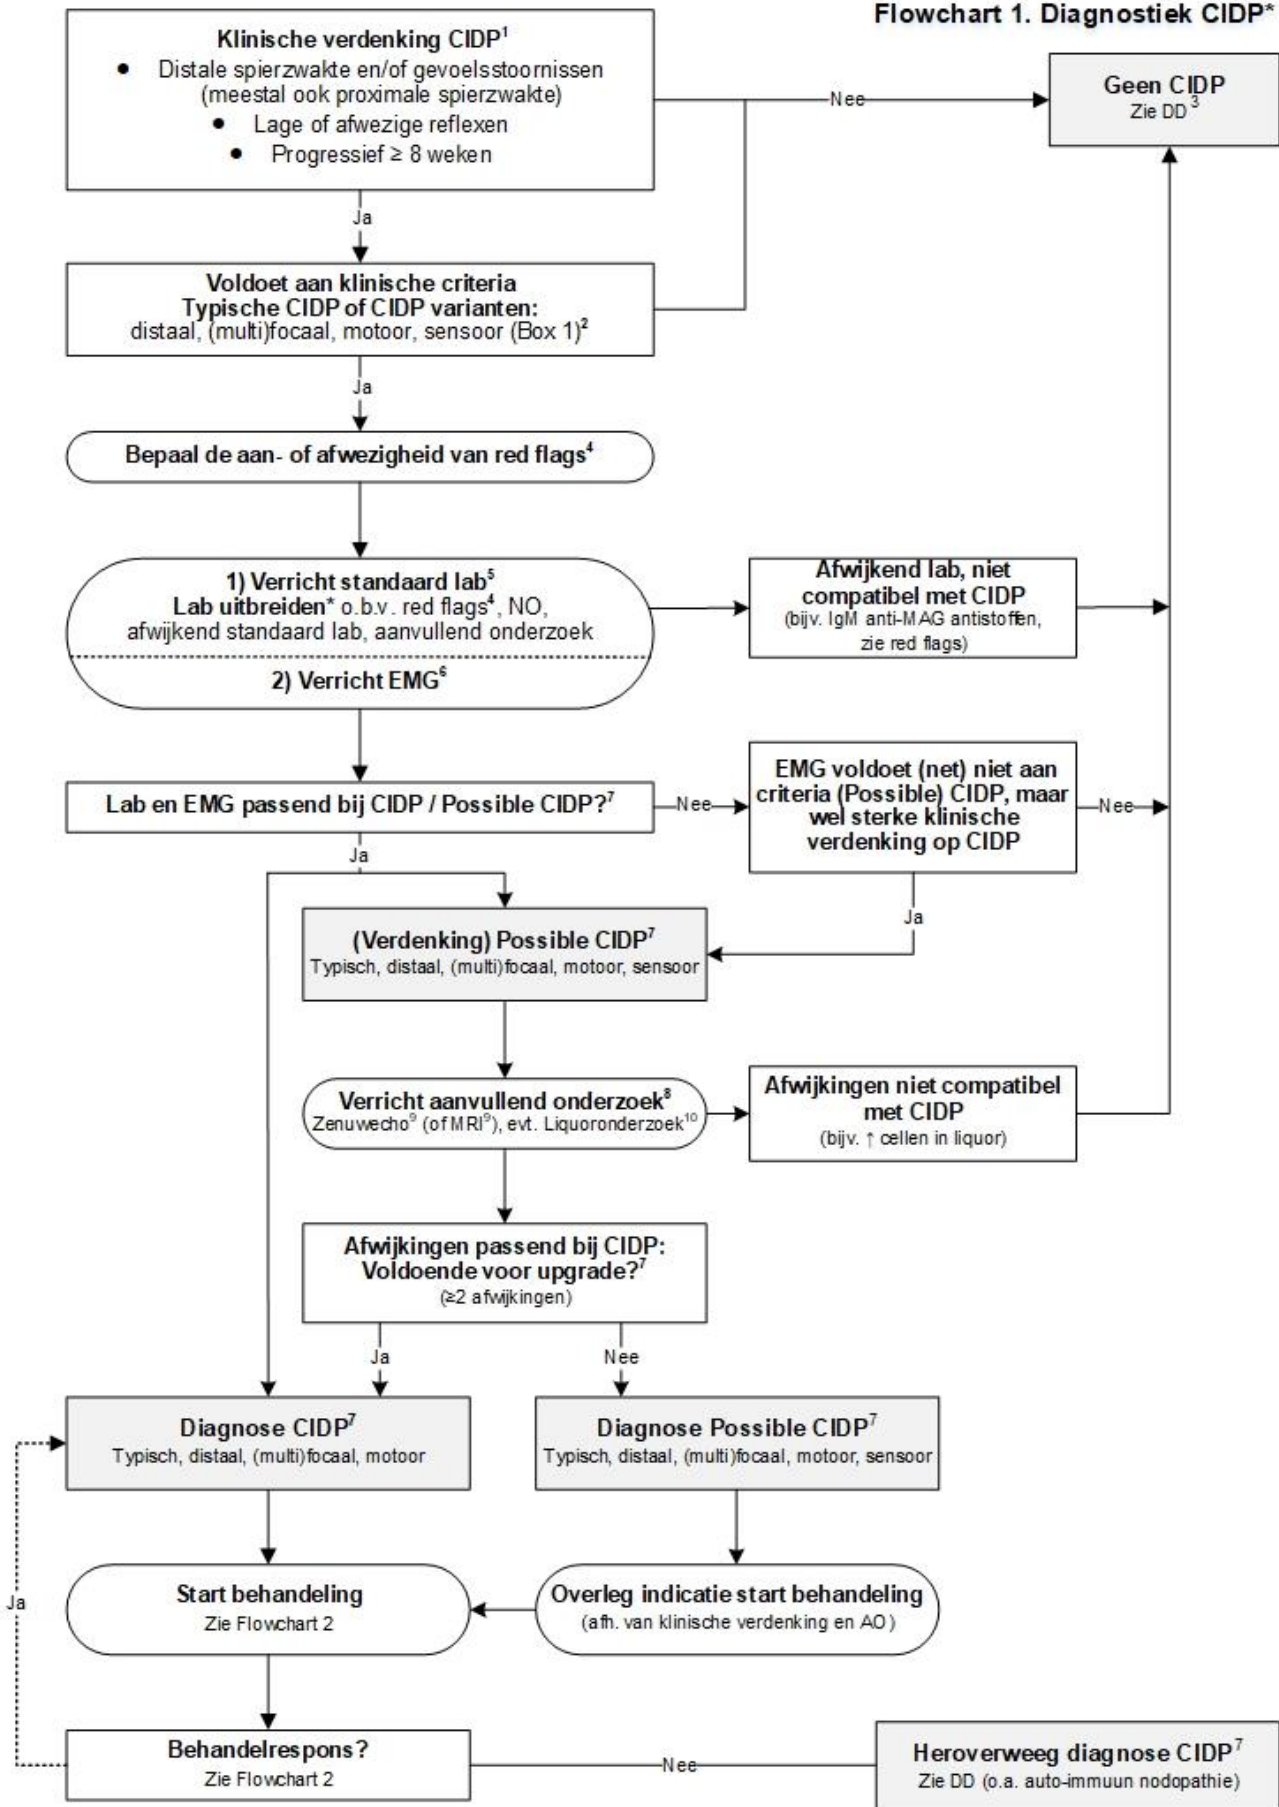 Flowchart 1. Diagnostiek CIDP*
Klinische verdenking CIDP¹
● Distale spierzwakte en/of gevoelsstoornissen
(meestal ook proximale spierzwakte)
● Lage of afwezige reflexen
● Progressief ≥ 8 weken
Nee
Geen CIDP
Zie DD³
Ja
Voldoet aan klinische criteria
Typische CIDP of CIDP varianten:
distaal, (multi)focaal, motoor, sensoor (Box 1)²
Ja
Bepaal de aan- of afwezigheid van red flags⁴
1) Verricht standaard lab⁵
Lab uitbreiden* o.b.v. red flags⁴, NO,
afwijkend standaard lab, aanvullend onderzoek
2) Verricht EMG⁶
Afwijkend lab, niet
compatibel met CIDP
(bijv. IgM anti-MAG antistoffen,
zie red flags)
Lab en EMG passend bij CIDP / Possible CIDP?⁷
Nee
EMG voldoet (net) niet aan
criteria (Possible) CIDP, maar
wel sterke klinische
verdenking op CIDP
Nee
Ja
Ja
(Verdenking) Possible CIDP⁷
Typisch, distaal, (multi)focaal, motoor, sensoor
Verricht aanvullend onderzoek⁸
Zenuwecho⁹ (of MRI⁹), evt. Liquoronderzoek¹⁰
Afwijkingen niet compatibel
met CIDP
(bijv. ↑ cellen in liquor)
Afwijkingen passend bij CIDP:
Voldoende voor upgrade?⁷
(≥2 afwijkingen)
Ja
Nee
Diagnose CIDP⁷
Typisch, distaal, (multi)focaal, motoor
Diagnose Possible CIDP⁷
Typisch, distaal, (multi)focaal, motoor, sensoor
Start behandeling
Zie Flowchart 2
Overleg indicatie start behandeling
(afh. van klinische verdenking en AO)
Ja
Behandelrespons?
Zie Flowchart 2
Nee
Heroverweeg diagnose CIDP⁷
Zie DD (o.a. auto-immuun nodopathie)